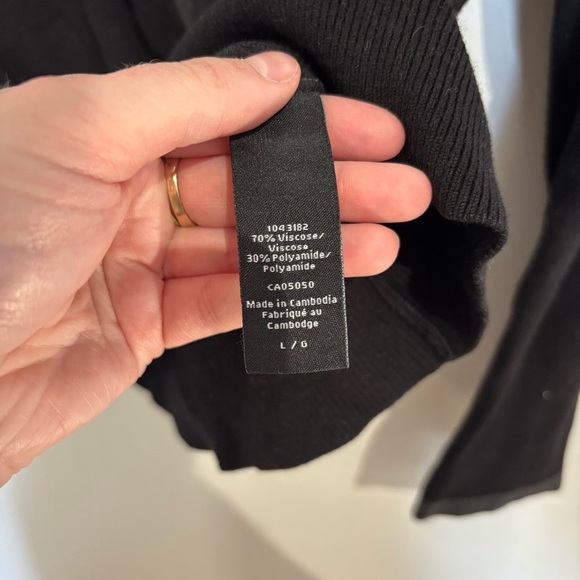 1043182
70% Viscose/
Viscose
30% Polyamide/
Polyamide
CA05050
Made in Cambodia
Fabriqué au
Cambodge
L / G